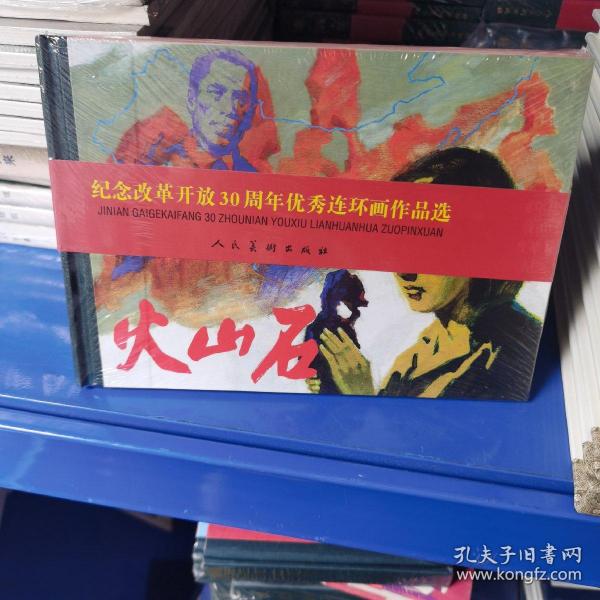 纪念改革开放30周年优秀连环画作品选
JINIAN GAIGEKAIFANG 30 ZHOUNIAN YOUXIU LIANHUANHUA ZUOPINXUAN
人民美術出版社
火山石
孔夫子旧书网
www.kongfz.com